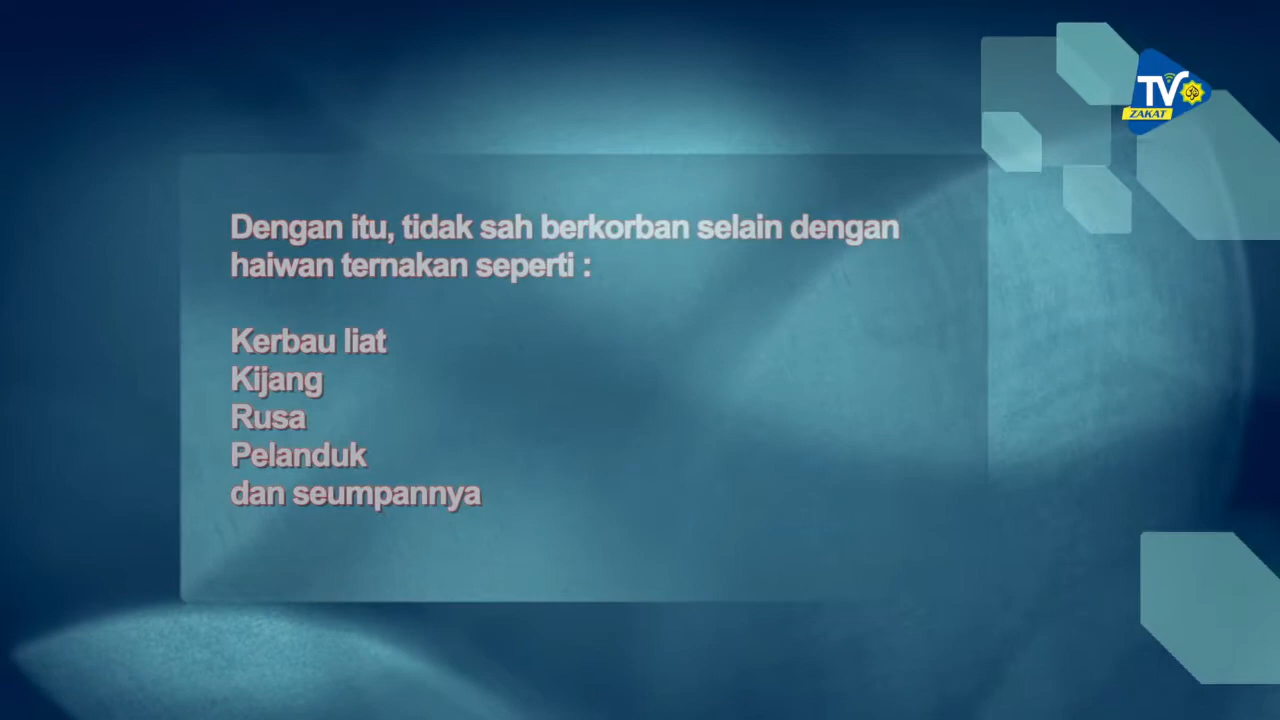 TV
ZAKAT
Dengan itu, tidak sah berkorban selain dengan
haiwan ternakan seperti :
Kerbau liat
Kijang
Rusa
Pelanduk
dan seumpannya